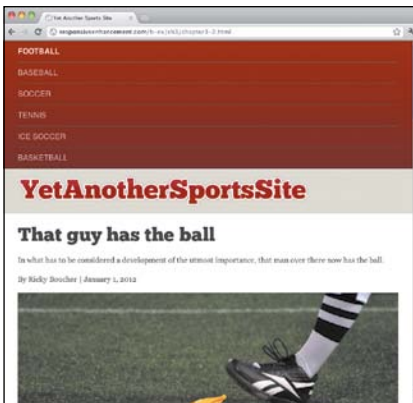 Yet Another Sports Site
responsiveenhancement.com
FOOTBALL
BASEBALL
SOCCER
TENNIS
ICE SOCCER
BASKETBALL
YetAnotherSportsSite
That guy has the ball
In what has to be considered a development of the utmost importance, that man over there now has the ball.
By Ricky Boucher | January 1, 2012